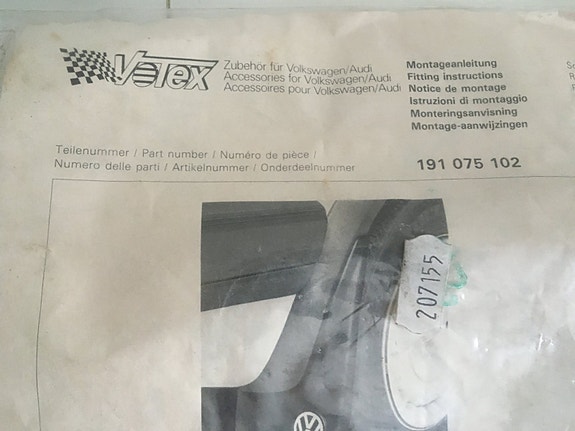 Votex
Zubehör für Volkswagen/Audi
Accessories for Volkswagen/Audi
Accessoires pour Volkswagen/Audi
Montageanleitung
Fitting instructions
Notice de montage
Istruzioni di montaggio
Monteringsanvisning
Montage-aanwijzingen
Teilenummer / Part number / Numéro de pièce /
Numero delle parti / Artikelnummer / Onderdeelnummer
191 075 102
207155
VW